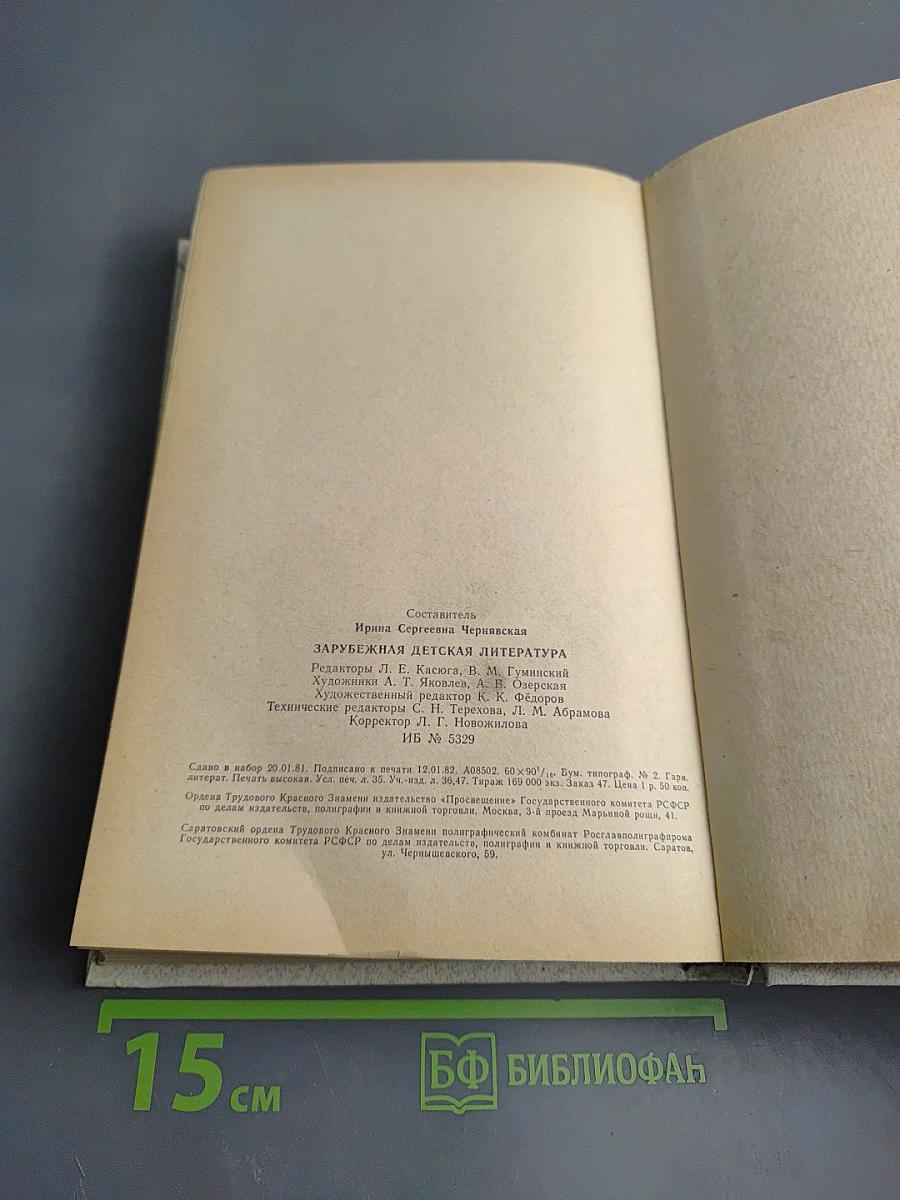 Составитель
Ирина Сергеевна Чернявская
ЗАРУБЕЖНАЯ ДЕТСКАЯ ЛИТЕРАТУРА
Редакторы Л. Е. Касюга, В. М. Гуминский
Художники А. Т. Яковлев, А. В. Озерская
Художественный редактор К. К. Фёдоров
Технические редакторы С. Н. Терехова, Л. М. Абрамова
Корректор Л. Г. Новожилова
ИБ № 5329
Сдано в набор 20.01.81. Подписано к печати 12.01.82. А08502. 60×90¹/₁₆. Бум. типограф. № 2. Гарн.
литерат. Печать высокая. Усл. печ. л. 35. Уч.-изд. л. 36,47. Тираж 169 000 экз. Заказ 47. Цена 1 р. 50 коп.
Ордена Трудового Красного Знамени издательство «Просвещение» Государственного комитета РСФСР
по делам издательств, полиграфии и книжной торговли. Москва, 3-й проезд Марьиной рощи, 41.
Саратовский ордена Трудового Красного Знамени полиграфический комбинат Росглавполиграфпрома
Государственного комитета РСФСР по делам издательств, полиграфии и книжной торговли. Саратов,
ул. Чернышевского, 59.
15 см
БФ БИБЛИОФАН